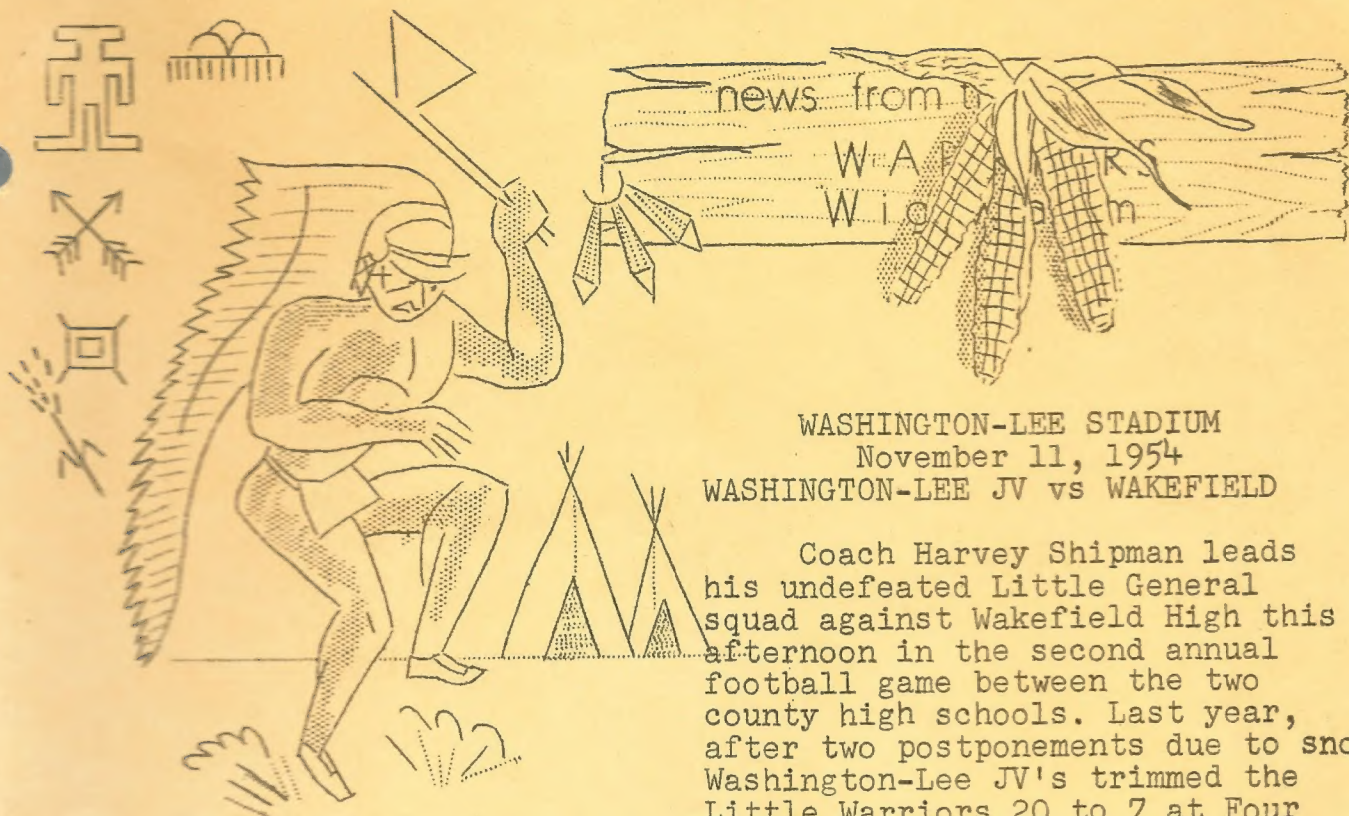 news from
WASHINGTON-LEE STADIUM
November 11, 1954
WASHINGTON-LEE JV vs WAKEFIELD
Coach Harvey Shipman leads
his undefeated Little General
squad against Wakefield High this
afternoon in the second annual
football game between the two
county high schools. Last year,
after two postponements due to
Washington-Lee JV's trimmed the
Little Warriors 20 to 7 at Four